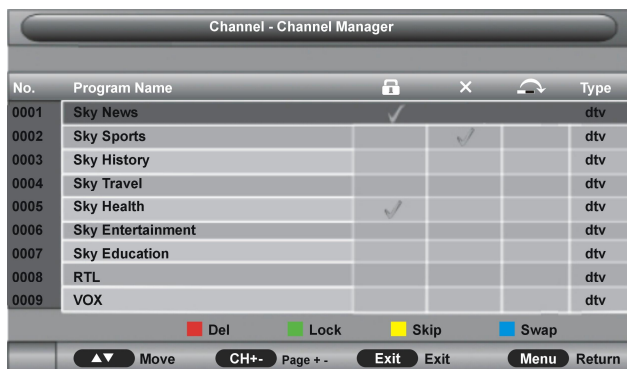 Channel - Channel Manager
No. Program Name Type
0001 Sky News dtv
0002 Sky Sports dtv
0003 Sky History dtv
0004 Sky Travel dtv
0005 Sky Health dtv
0006 Sky Entertainment dtv
0007 Sky Education dtv
0008 RTL dtv
0009 VOX dtv
Del Lock Skip Swap
▲▼ Move CH+- Page + - Exit Exit Menu Return